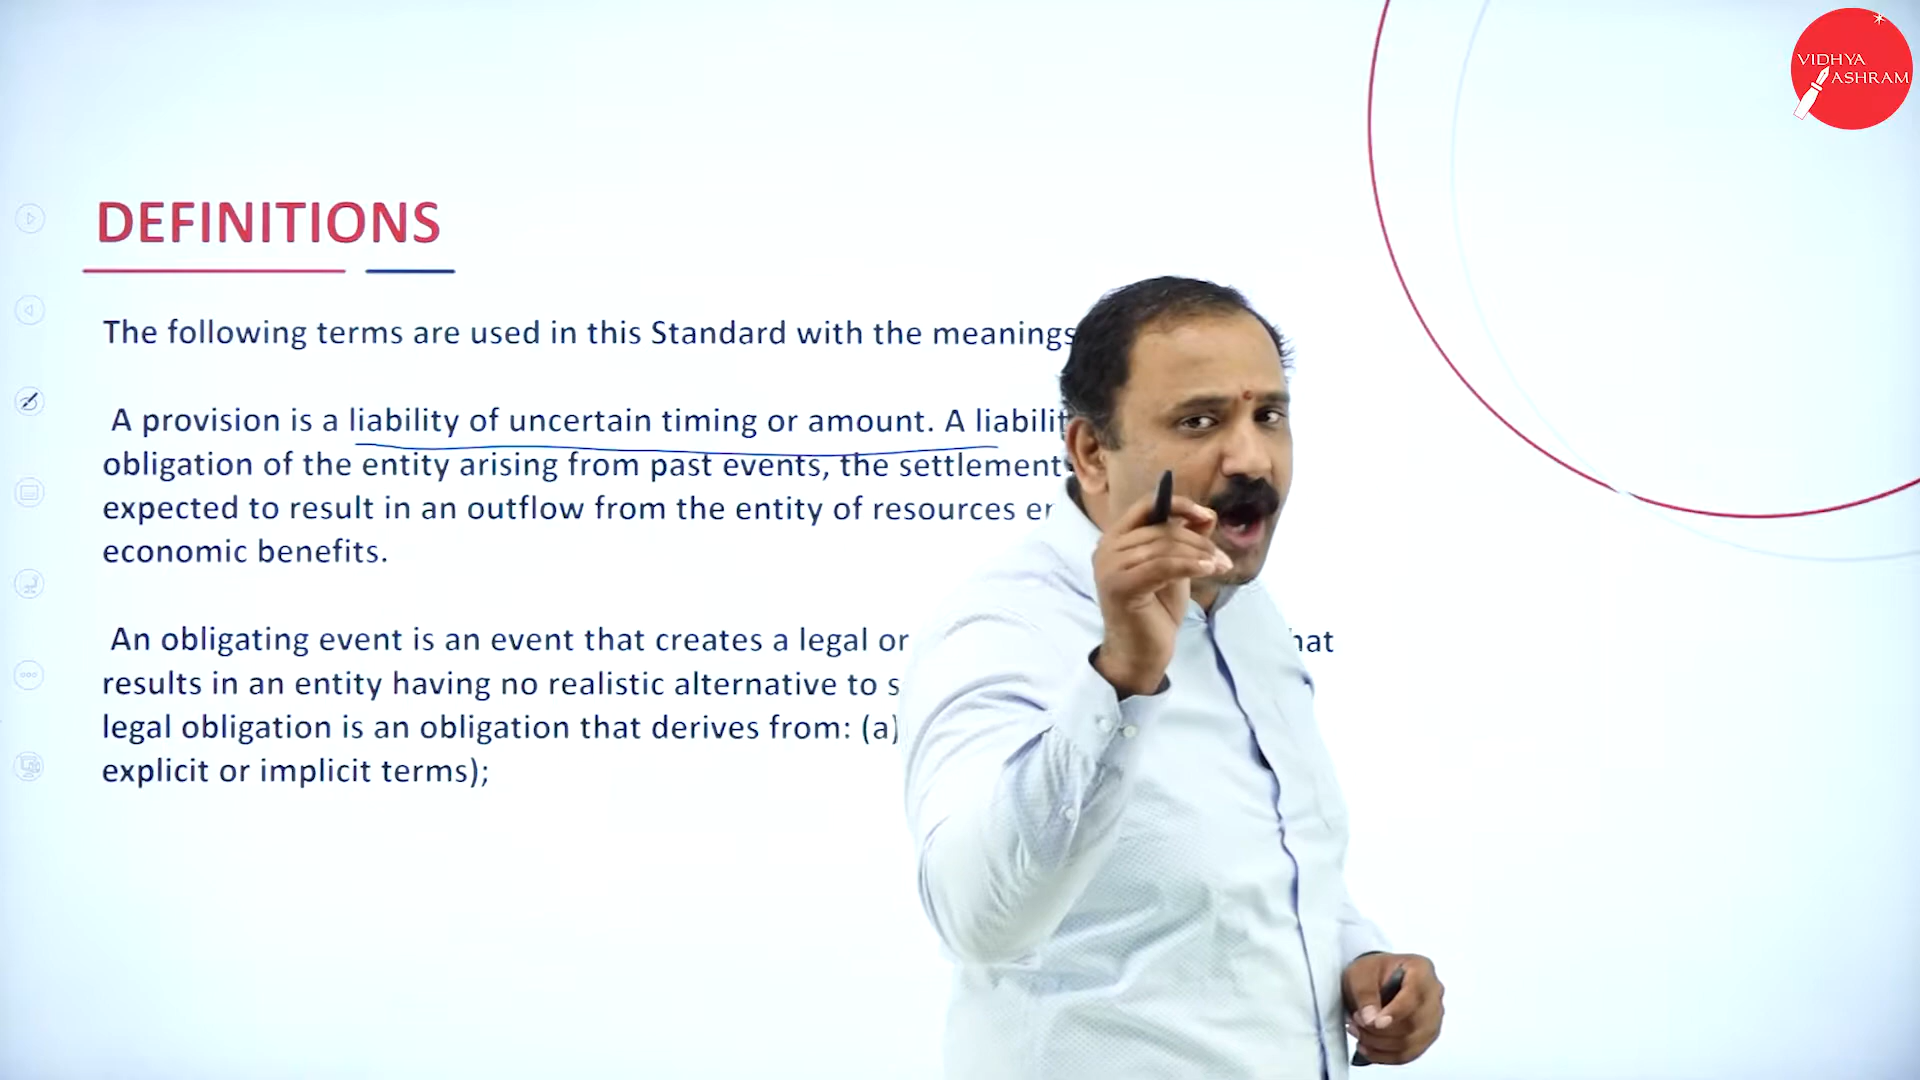 VIDHYA
ASHRAM
DEFINITIONS
The following terms are used in this Standard with the meanings
A provision is a liability of uncertain timing or amount. A
obligation of the entity arising from past events, the settlement
expected to result in an outflow from the entity of resources
economic benefits.
An obligating event is an event that creates a legal or
results in an entity having no realistic alternative to
legal obligation is an obligation that derives from: (a)
explicit or implicit terms);